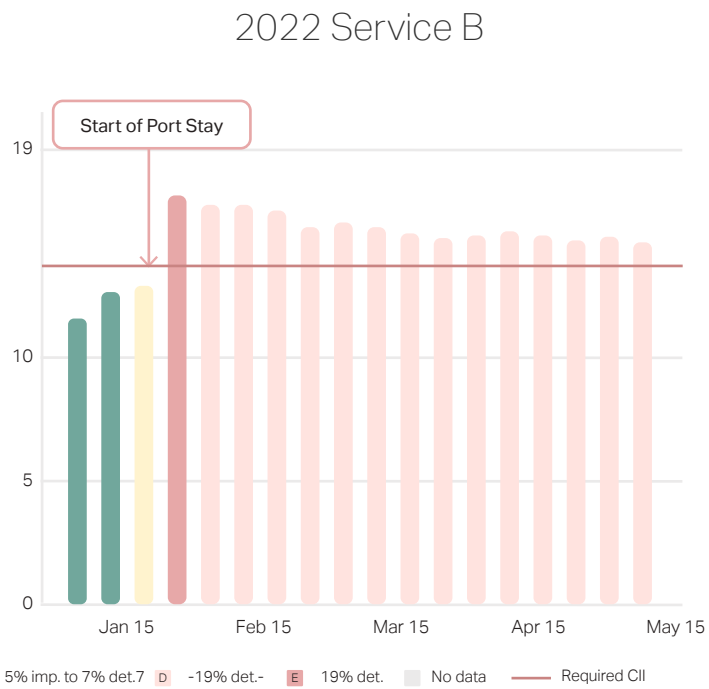 2022 Service B
Start of Port Stay
19
10
5
0
Jan 15 Feb 15 Mar 15 Apr 15 May 15
5% imp. to 7% det.7 D -19% det.- E 19% det. No data Required CII